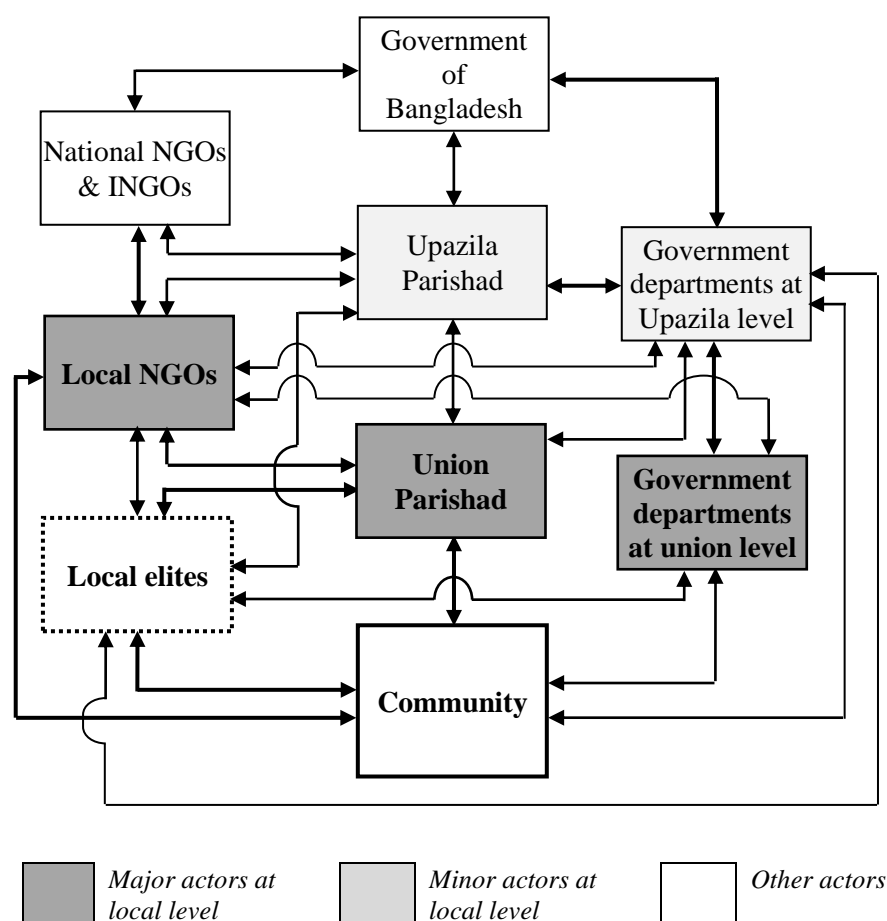 Government
of
Bangladesh
National NGOs
& INGOs
Upazila
Parishad
Government
departments at
Upazila level
Local NGOs
Union
Parishad
Government
departments
at union level
Local elites
Community
Major actors at
local level
Minor actors at
local level
Other actors